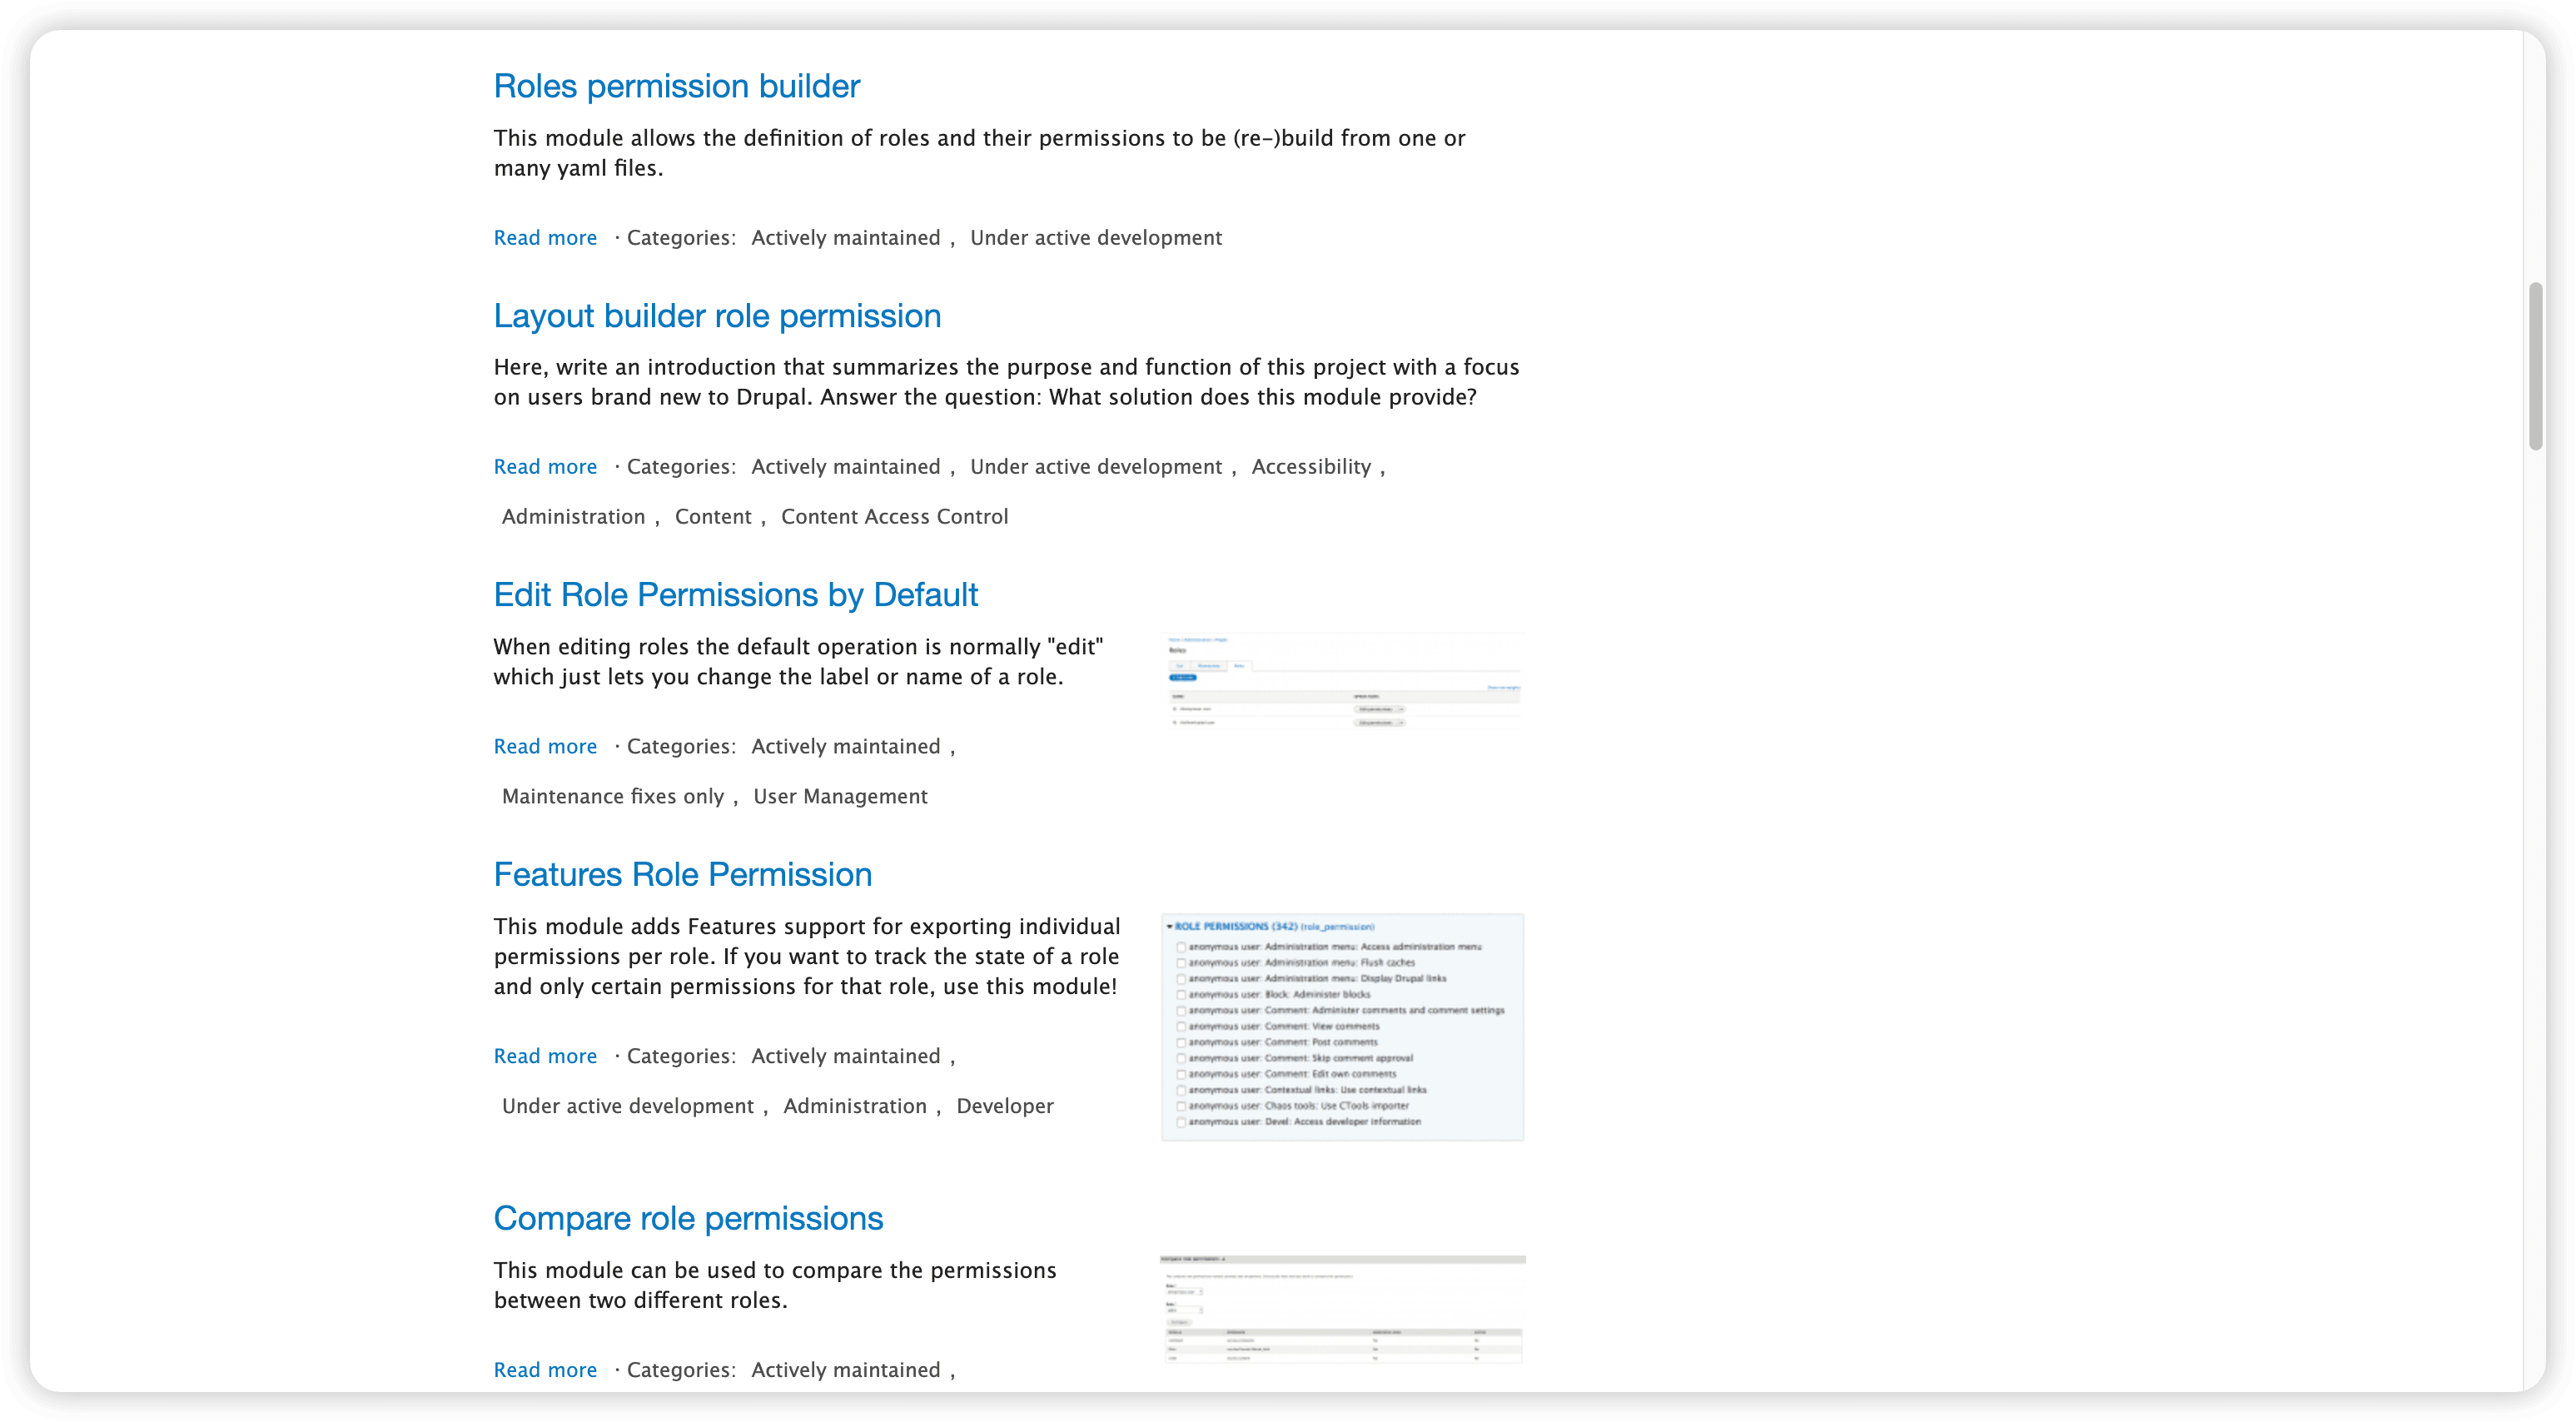 Roles permission builder
This module allows the definition of roles and their permissions to be (re-)build from one or
many yaml files.
Read more · Categories: Actively maintained , Under active development
Layout builder role permission
Here, write an introduction that summarizes the purpose and function of this project with a focus
on users brand new to Drupal. Answer the question: What solution does this module provide?
Read more · Categories: Actively maintained , Under active development , Accessibility ,
Administration , Content , Content Access Control
Edit Role Permissions by Default
When editing roles the default operation is normally "edit"
which just lets you change the label or name of a role.
Roles
Read more · Categories: Actively maintained ,
Maintenance fixes only , User Management
Features Role Permission
This module adds Features support for exporting individual
permissions per role. If you want to track the state of a role
and only certain permissions for that role, use this module!
Read more · Categories: Actively maintained ,
Under active development , Administration , Developer
ROLE PERMISSIONS (342) (role_permission)
anonymous user: Administration menu: Access administration menu
anonymous user: Administration menu: Flush caches
anonymous user: Administration menu: Display Drupal links
anonymous user: Block: Administer blocks
anonymous user: Comment: Administer comments and comment settings
anonymous user: Comment: View comments
anonymous user: Comment: Post comments
anonymous user: Comment: Skip comment approval
anonymous user: Comment: Edit own comments
anonymous user: Contextual links: Use contextual links
anonymous user: Chaos tools: Use CTools importer
anonymous user: Devel: Access developer information
Compare role permissions
This module can be used to compare the permissions
between two different roles.
Read more · Categories: Actively maintained ,